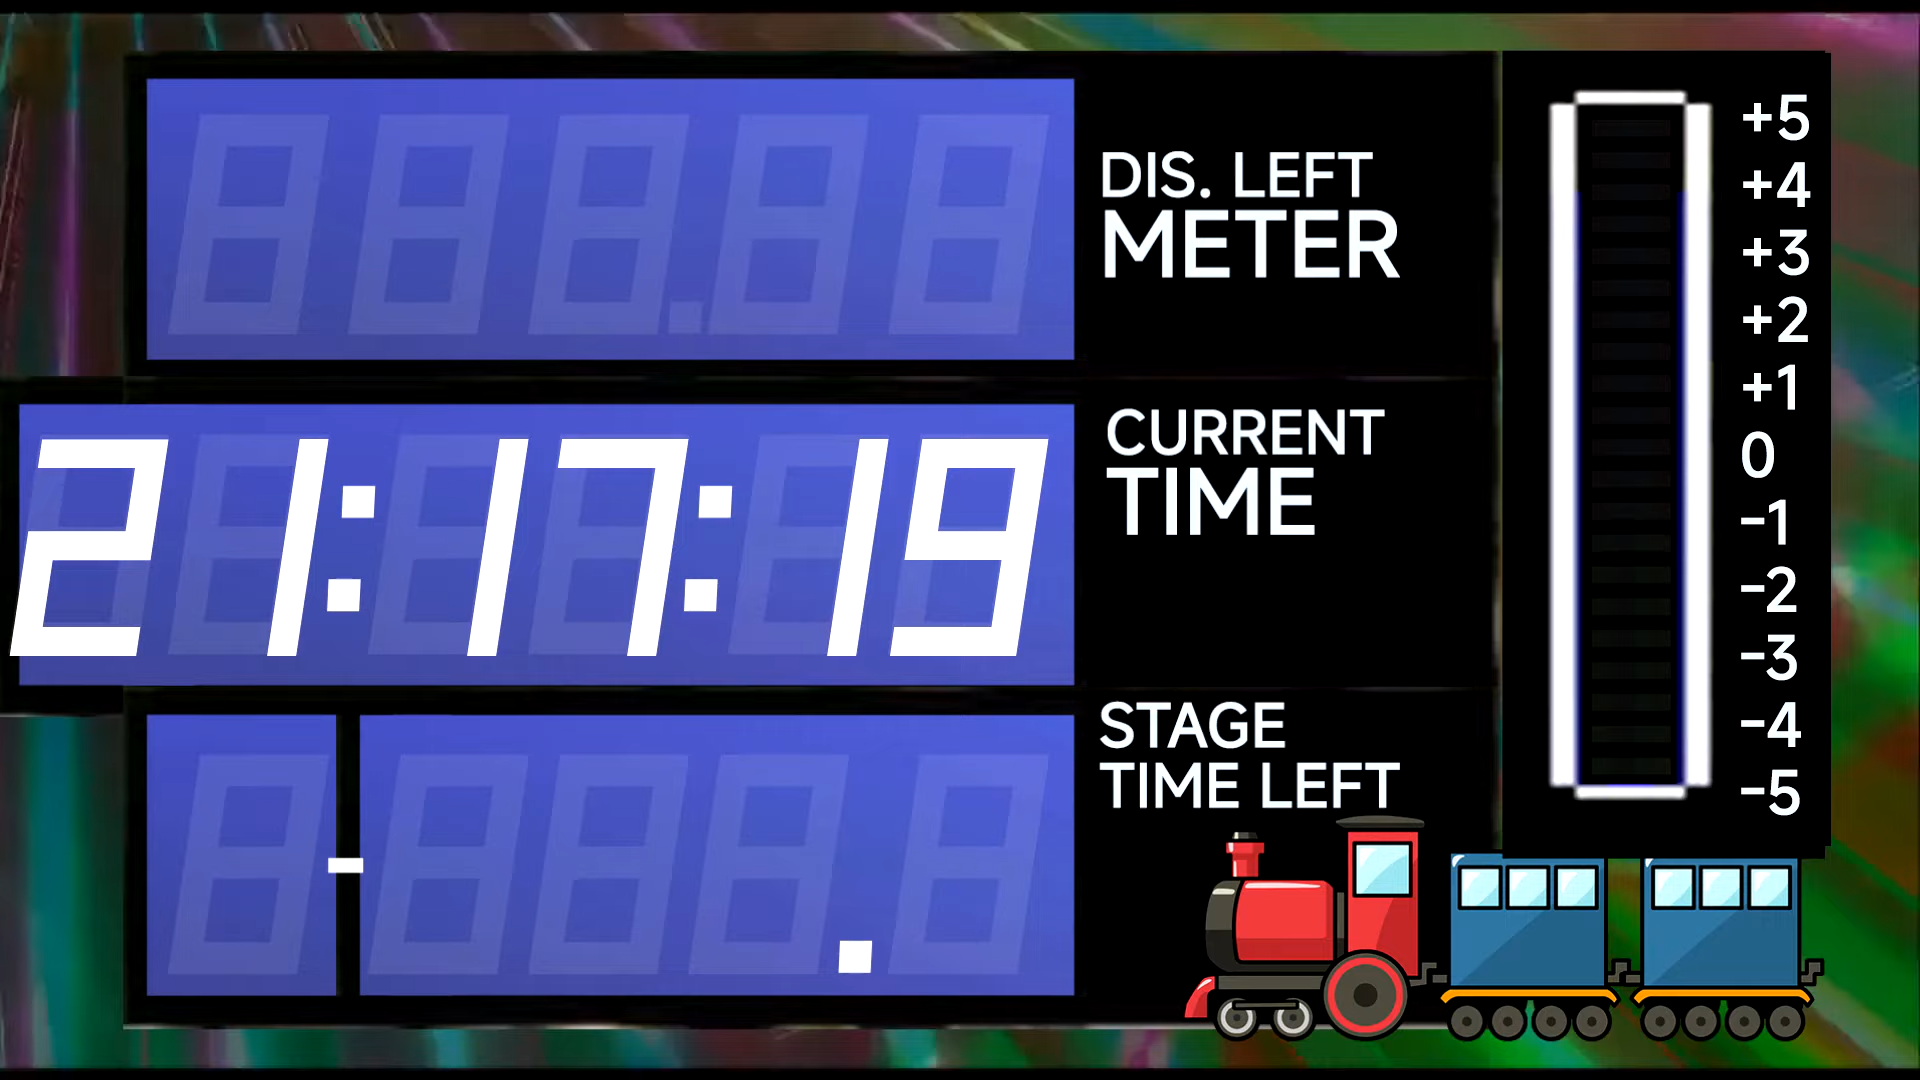 DIS. LEFT
METER
21:17:19
CURRENT
TIME
STAGE
TIME LEFT
-
.
+5
+4
+3
+2
+1
0
-1
-2
-3
-4
-5